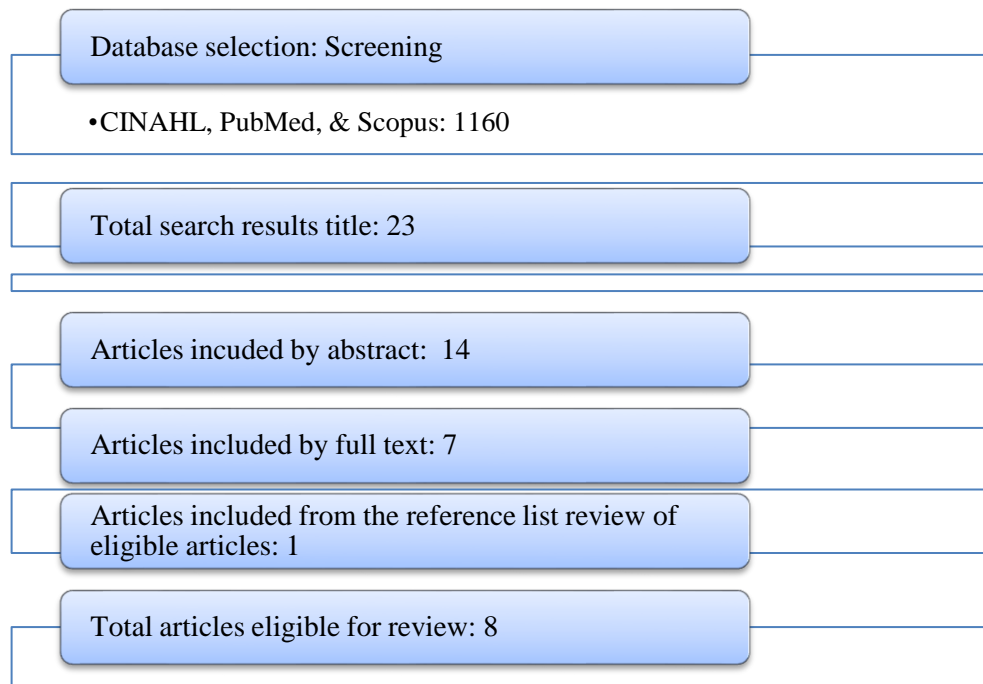 Database selection: Screening
•CINAHL, PubMed, & Scopus: 1160
Total search results title: 23
Articles incuded by abstract:  14
Articles included by full text: 7
Articles included from the reference list review of
eligible articles: 1
Total articles eligible for review: 8